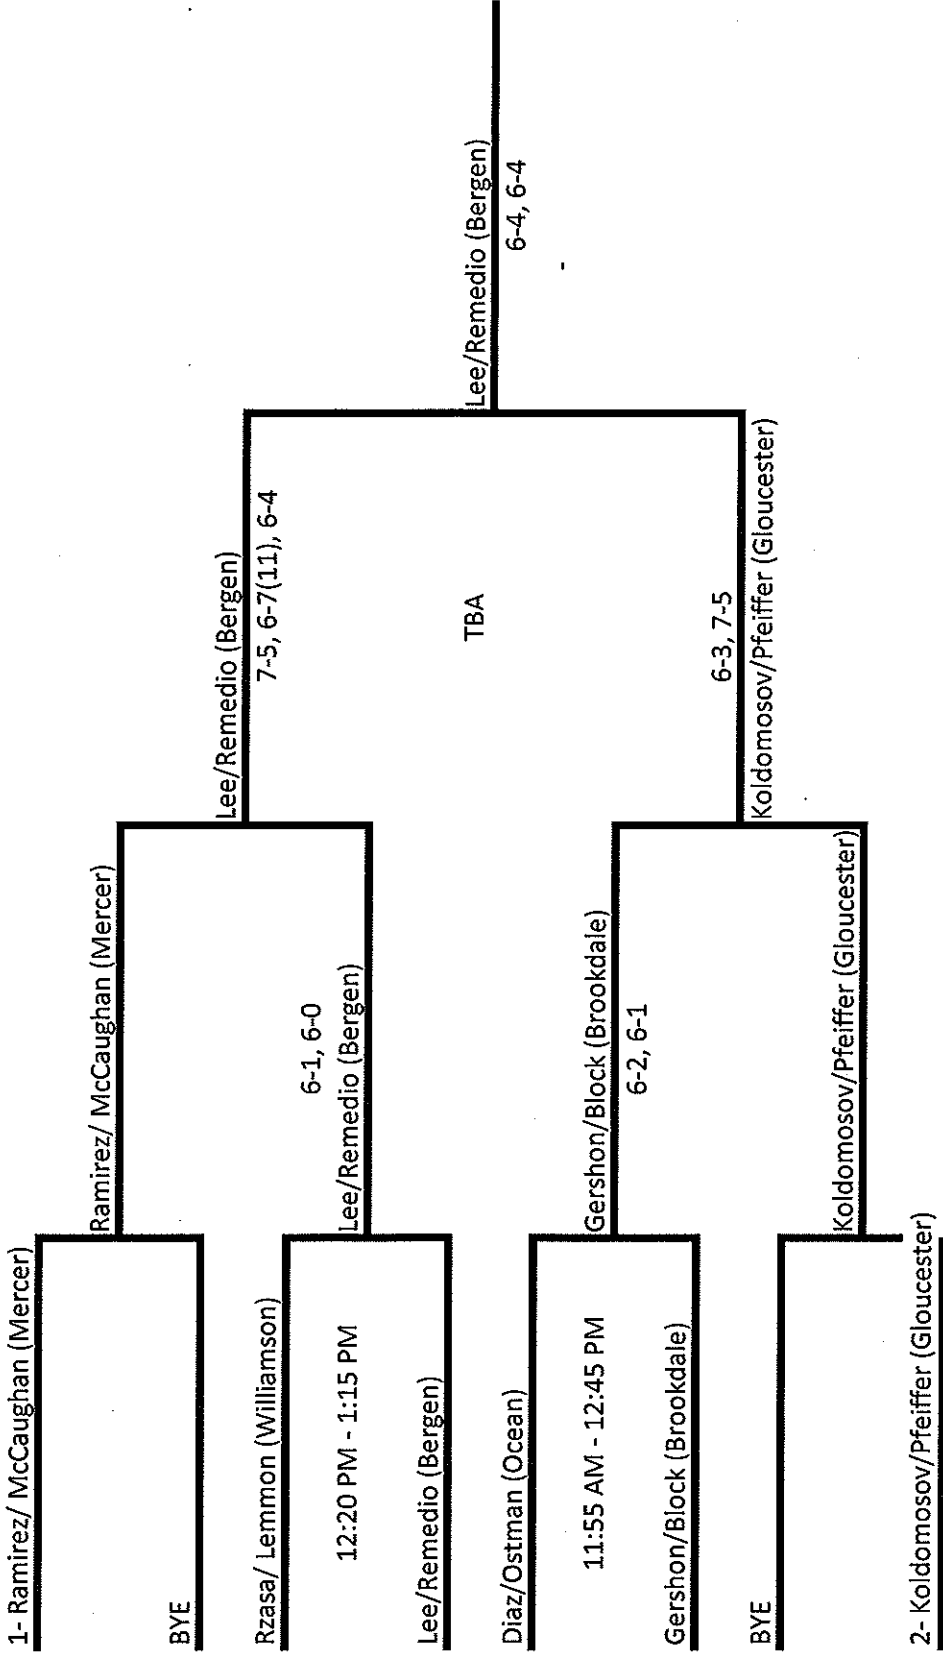 1- Ramirez/ McCaughan (Mercer)
BYE
Rzasa/ Lemmon (Williamson)
12:20 PM - 1:15 PM
Lee/Remedio (Bergen)
Diaz/Ostman (Ocean)
11:55 AM - 12:45 PM
Gershon/Block (Brookdale)
BYE
2- Koldomosov/Pfeiffer (Gloucester)
Ramirez/ McCaughan (Mercer)
6-1, 6-0
Lee/Remedio (Bergen)
Gershon/Block (Brookdale)
6-2, 6-1
Koldomosov/Pfeiffer (Gloucester)
Lee/Remedio (Bergen)
7-5, 6-7(11), 6-4
TBA
6-3, 7-5
Koldomosov/Pfeiffer (Gloucester)
Lee/Remedio (Bergen)
6-4, 6-4